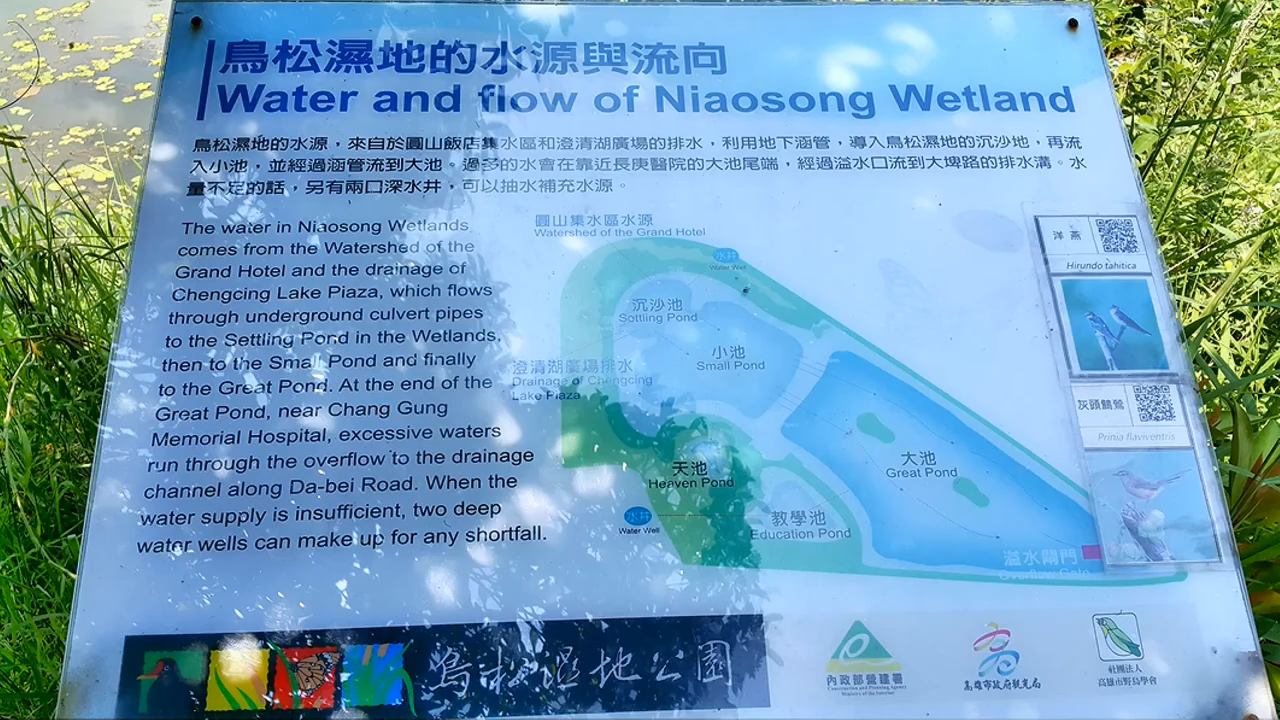 鳥松濕地的水源與流向
Water and flow of Niaosong Wetland
鳥松濕地的水源，來自於圓山飯店集水區和澄清湖廣場的排水，利用地下涵管，導入鳥松濕地的沉沙地，再流
入小池，並經過涵管流到大池。過多的水會在靠近長庚醫院的大池尾端，經過溢水口流到大埤路的排水溝。水
量不足的話，另有兩口深水井，可以抽水補充水源。
The water in Niaosong Wetlands
comes from the Watershed of the
Grand Hotel and the drainage of
Chengcing Lake Piaza, which flows
through underground culvert pipes
to the Settling Pond in the Wetlands,
then to the Small Pond and finally
to the Great Pond. At the end of the
Great Pond, near Chang Gung
Memorial Hospital, excessive waters
run through the overflow to the drainage
channel along Da-bei Road. When the
water supply is insufficient, two deep
water wells can make up for any shortfall.
圓山集水區水源
Watershed of the Grand Hotel
水井
Water Well
沉沙池
Sottling Pond
小池
Small Pond
澄清湖廣場排水
Drainage of Chengcing
Lake Plaza
天池
Heaven Pond
大池
Great Pond
水井
Water Well
教學池
Education Pond
溢水閘門
Overflow Gate
洋燕
Hirundo tahitica
灰頭鷦鶯
Prinia flaviventris
鳥松濕地公園
內政部營建署
Construction and Planning Agency
Ministry of the Interior
高雄市政府觀光局
社團法人
高雄市野鳥學會